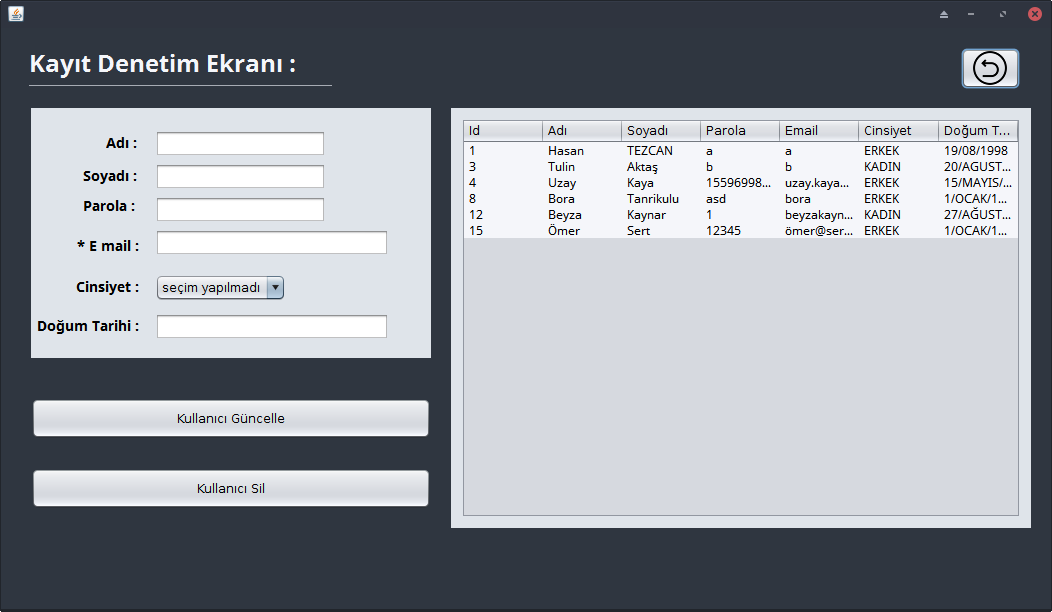 Kayıt Denetim Ekranı :
Adı :
Soyadı :
Parola :
* E mail :
Cinsiyet : seçim yapılmadı
Doğum Tarihi :
Kullanıcı Güncelle
Kullanıcı Sil
Id Adı Soyadı Parola Email Cinsiyet Doğum T...
1 Hasan TEZCAN a a ERKEK 19/08/1998
3 Tulin Aktaş b b KADIN 20/AGUST...
4 Uzay Kaya 15596998... uzay.kaya... ERKEK 15/MAYIS/...
8 Bora Tanrikulu asd bora ERKEK 1/OCAK/1...
12 Beyza Kaynar 1 beyzakayn... KADIN 27/AĞUST...
15 Ömer Sert 12345 ömer@ser... ERKEK 1/OCAK/1...